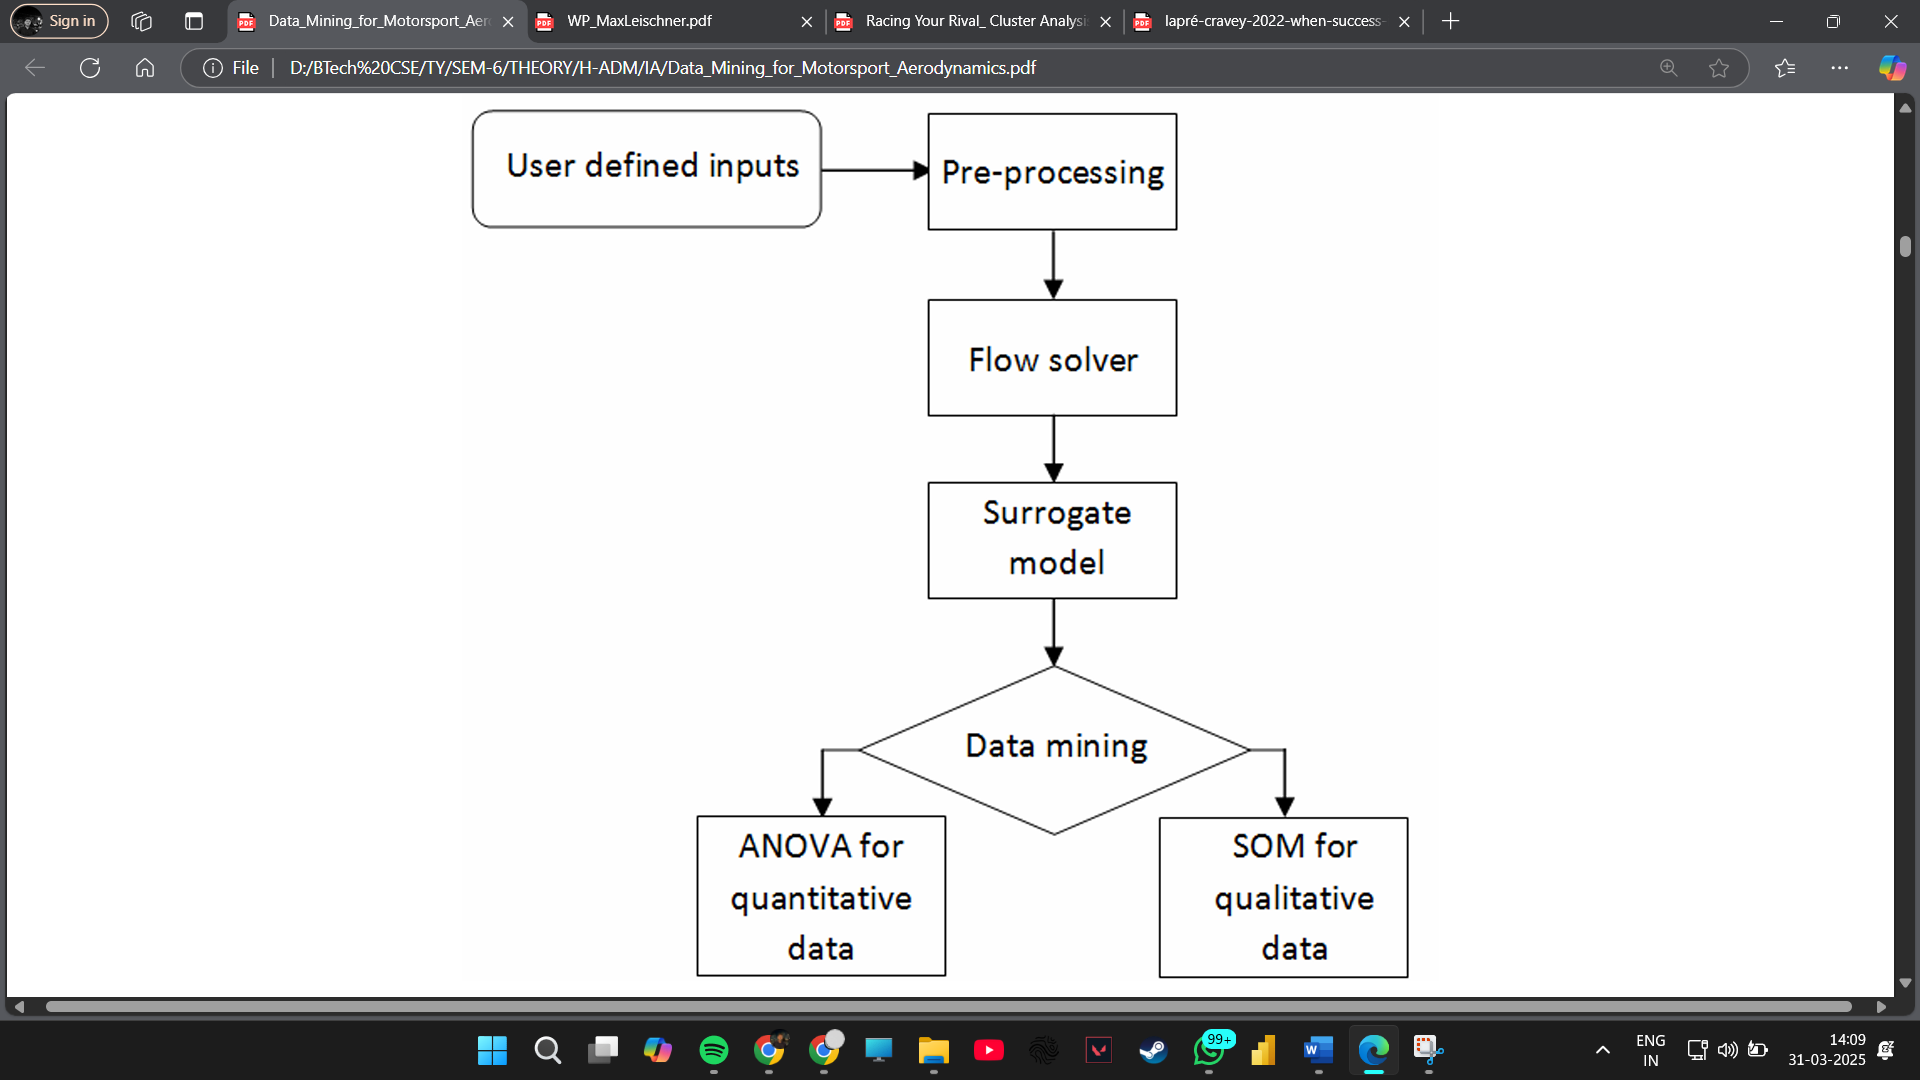 Sign in
Data_Mining_for_Motorsport_Aer
WP_MaxLeischner.pdf
Racing Your Rival_ Cluster Analysi
lapré-cravey-2022-when-success-
File
D:/BTech%20CSE/TY/SEM-6/THEORY/H-ADM/IA/Data_Mining_for_Motorsport_Aerodynamics.pdf
User defined inputs
Pre-processing
Flow solver
Surrogate
model
Data mining
ANOVA for
quantitative
data
SOM for
qualitative
data
99+
ENG
IN
14:09
31-03-2025